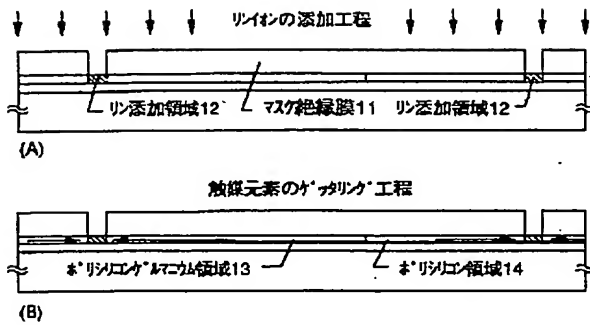 リンイオンの添加工程
リン添加領域12 マスク絶縁膜11 リン添加領域12
(A)
触媒元素のゲッタリング工程
ポリシリコンゲルマニウム領域13 ポリシリコン領域14
(B)